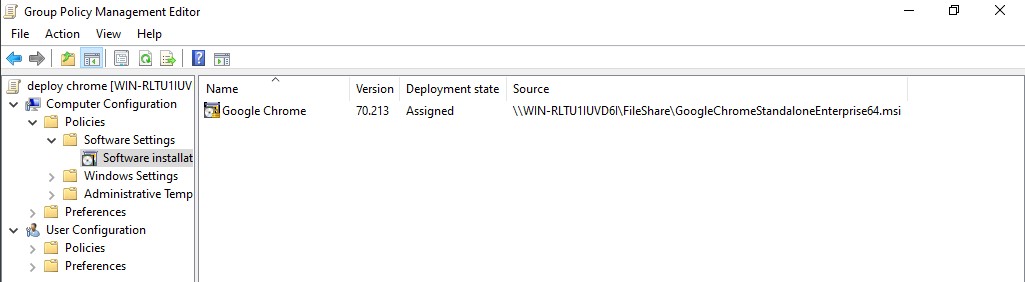 Group Policy Management Editor
File Action View Help
deploy chrome [WIN-RLTU1IUV
Computer Configuration
Policies
Software Settings
Software installat
Windows Settings
Administrative Temp
Preferences
User Configuration
Policies
Preferences
Name Version Deployment state Source
Google Chrome 70.213 Assigned \\WIN-RLTU1IUVD6I\FileShare\GoogleChromeStandaloneEnterprise64.msi